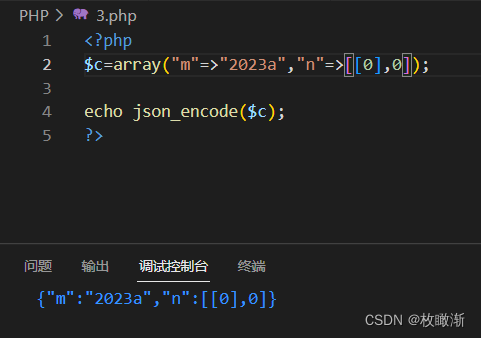 PHP > 3.php
1 <?php
2 $c=array("m"=>"2023a","n"=>[[0],0]);
3
4 echo json_encode($c);
5 ?>
问题 输出 调试控制台 终端
{"m":"2023a","n":[[0],0]}
CSDN @枚瞰渐